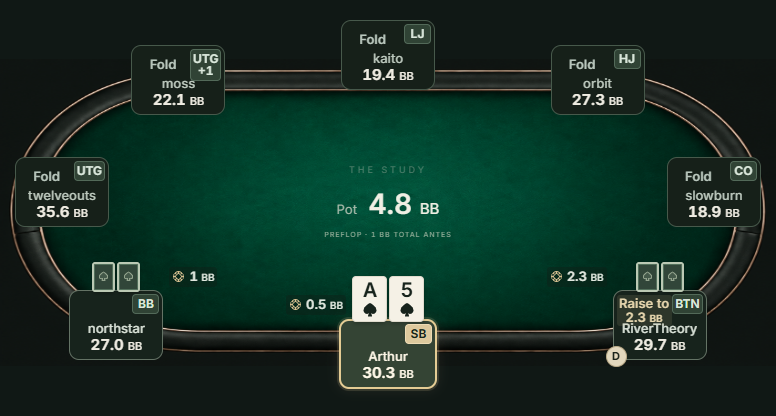 LJ
Fold
kaito
19.4 BB
UTG
+1
Fold
moss
22.1 BB
HJ
Fold
orbit
27.3 BB
UTG
Fold
twelveouts
35.6 BB
CO
Fold
slowburn
18.9 BB
THE STUDY
Pot 4.8 BB
PREFLOP · 1 BB TOTAL ANTES
1 BB
2.3 BB
0.5 BB
A 5
BB
northstar
27.0 BB
SB
Arthur
30.3 BB
Raise to BTN
2.3 BB
RiverTheory
29.7 BB
D